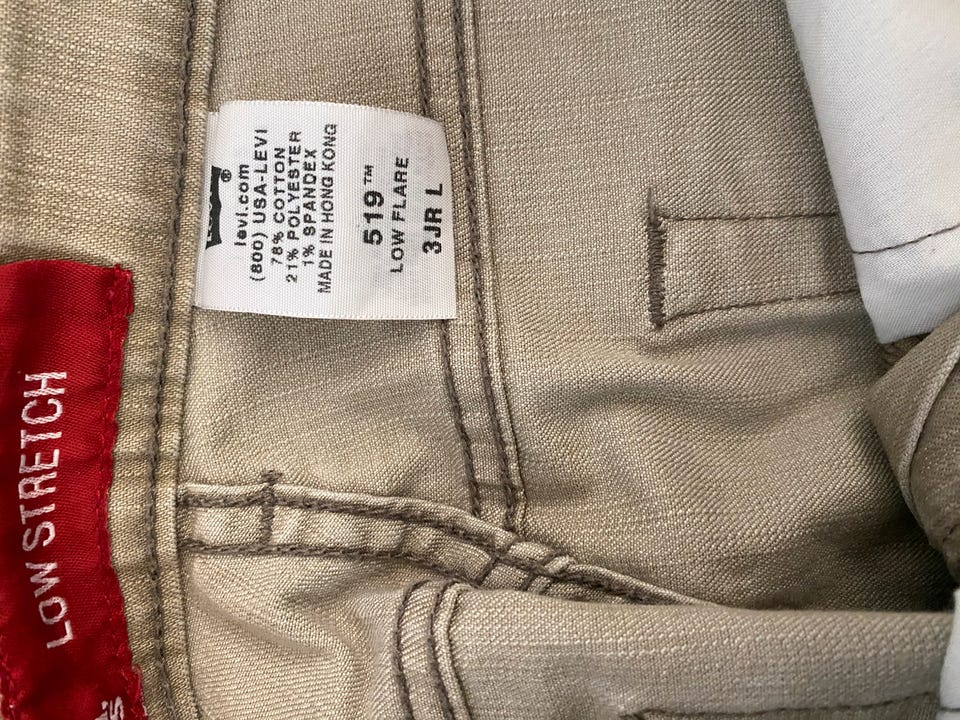 levi.com
(800) USA-LEVI
78% COTTON
21% POLYESTER
1% SPANDEX
MADE IN HONG KONG
519™
LOW FLARE
3JR L
LOW STRETCH